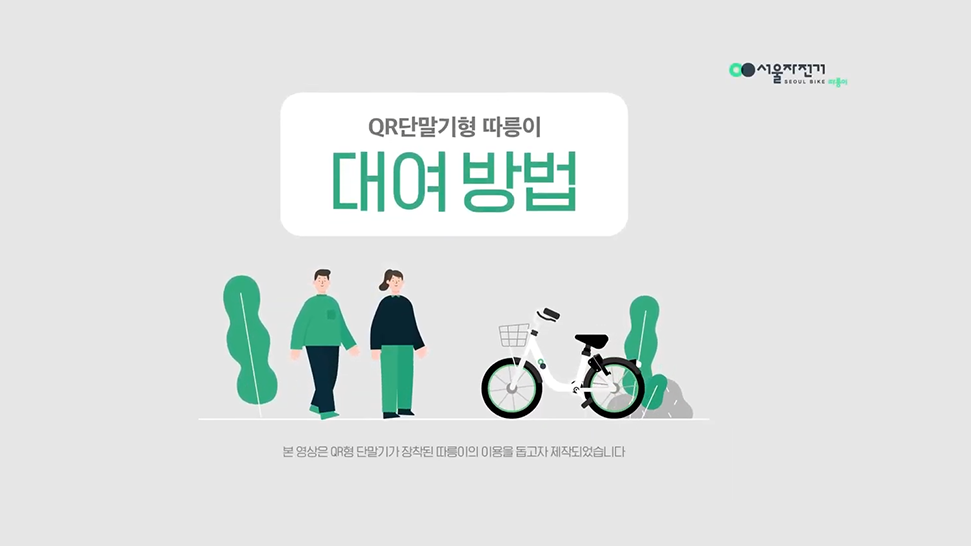 서울자전기
SEOUL BIKE 따릉이
QR단말기형 따릉이
대여 방법
본 영상은 QR형 단말기가 장착된 따릉이의 이용을 돕고자 제작되었습니다